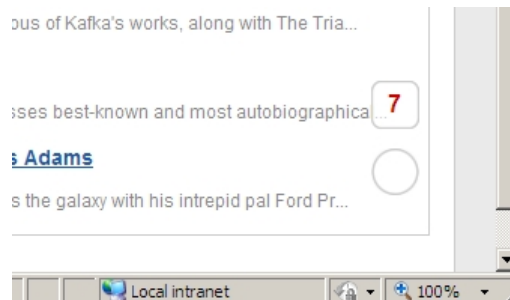 ous of Kafka's works, along with The Tria...
sses best-known and most autobiographica...
7
s Adams
s the galaxy with his intrepid pal Ford Pr...
Local intranet
100%